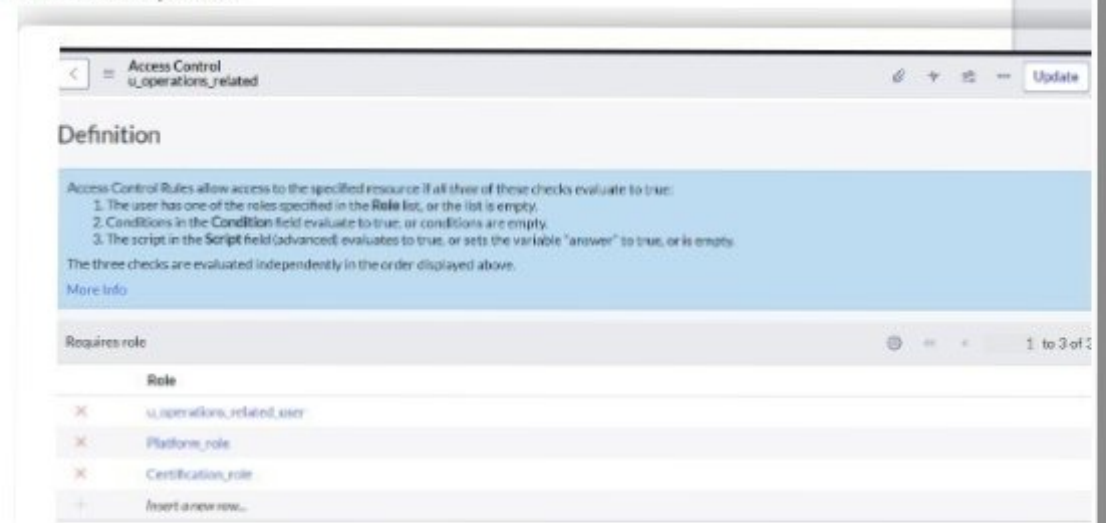 Access Control
u_operations_related
Update
Definition
Access Control Rules allow access to the specified resource if all three of these checks evaluate to true:
1. The user has one of the roles specified in the Role list, or the list is empty.
2. Conditions in the Condition field evaluate to true, or conditions are empty.
3. The script in the Script field (advanced) evaluates to true, or sets the variable "answer" to true, or is empty.
The three checks are evaluated independently in the order displayed above.
More Info
Requires role
1 to 3 of 3
Role
u_operations_related_user
Platform_role
Certification_role
Insert a new row...